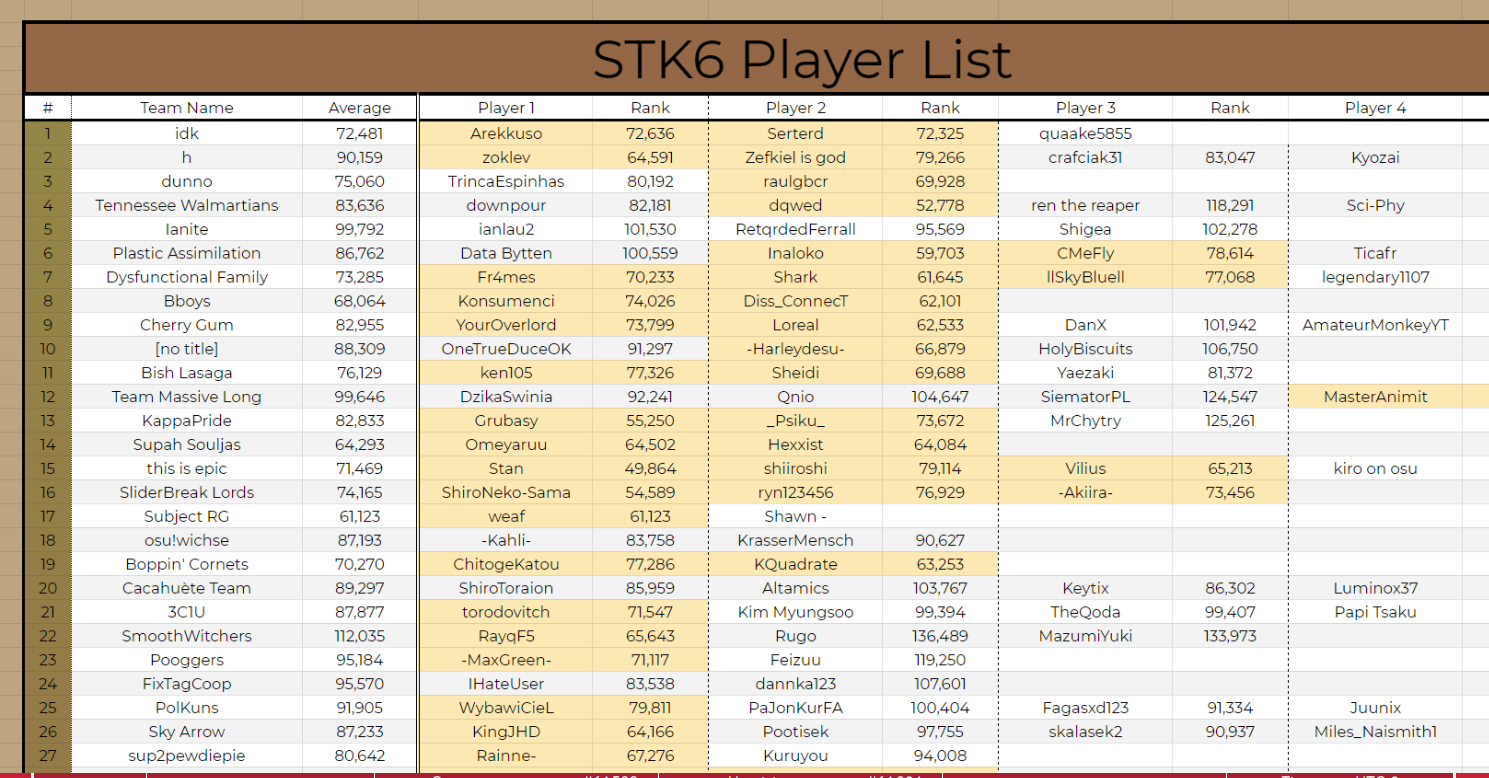 STK6 Player List
# Team Name Average Player 1 Rank Player 2 Rank Player 3 Rank Player 4
1 idk 72,481 Arekkuso 72,636 Serterd 72,325 quaake5855
2 h 90,159 zoklev 64,591 Zefkiel is god 79,266 crafciak31 83,047 Kyozai
3 dunno 75,060 TrincaEspinhas 80,192 raulgbcr 69,928
4 Tennessee Walmartians 83,636 downpour 82,181 dqwed 52,778 ren the reaper 118,291 Sci-Phy
5 Ianite 99,792 ianlau2 101,530 RetqrdedFerrall 95,569 Shigea 102,278
6 Plastic Assimilation 86,762 Data Bytten 100,559 Inaloko 59,703 CMeFly 78,614 Ticafr
7 Dysfunctional Family 73,285 Fr4mes 70,233 Shark 61,645 llSkyBluell 77,068 legendary1107
8 Bboys 68,064 Konsumenci 74,026 Diss_ConnecT 62,101
9 Cherry Gum 82,955 YourOverlord 73,799 Loreal 62,533 DanX 101,942 AmateurMonkeyYT
10 [no title] 88,309 OneTrueDuceOK 91,297 -Harleydesu- 66,879 HolyBiscuits 106,750
11 Bish Lasaga 76,129 ken105 77,326 Sheidi 69,688 Yaezaki 81,372
12 Team Massive Long 99,646 DzikaSwinia 92,241 Qnio 104,647 SiematorPL 124,547 MasterAnimit
13 KappaPride 82,833 Grubasy 55,250 _Psiku_ 73,672 MrChytry 125,261
14 Supah Souljas 64,293 Omeyaruu 64,502 Hexxist 64,084
15 this is epic 71,469 Stan 49,864 shiiroshi 79,114 Vilius 65,213 kiro on osu
16 SliderBreak Lords 74,165 ShiroNeko-Sama 54,589 ryn123456 76,929 -Akiira- 73,456
17 Subject RG 61,123 weaf 61,123 Shawn -
18 osu!wichse 87,193 -Kahli- 83,758 KrasserMensch 90,627
19 Boppin' Cornets 70,270 ChitogeKatou 77,286 KQuadrate 63,253
20 Cacahuète Team 89,297 ShiroToraion 85,959 Altamics 103,767 Keytix 86,302 Luminox37
21 3C1U 87,877 torodovitch 71,547 Kim Myungsoo 99,394 TheQoda 99,407 Papi Tsaku
22 SmoothWitchers 112,035 RayqF5 65,643 Rugo 136,489 MazumiYuki 133,973
23 Pooggers 95,184 -MaxGreen- 71,117 Feizuu 119,250
24 FixTagCoop 95,570 IHateUser 83,538 dannka123 107,601
25 PolKuns 91,905 WybawiCieL 79,811 PaJonKurFA 100,404 Fagasxd123 91,334 Juunix
26 Sky Arrow 87,233 KingJHD 64,166 Pootisek 97,755 skalasek2 90,937 Miles_Naismith1
27 sup2pewdiepie 80,642 Rainne- 67,276 Kuruyou 94,008